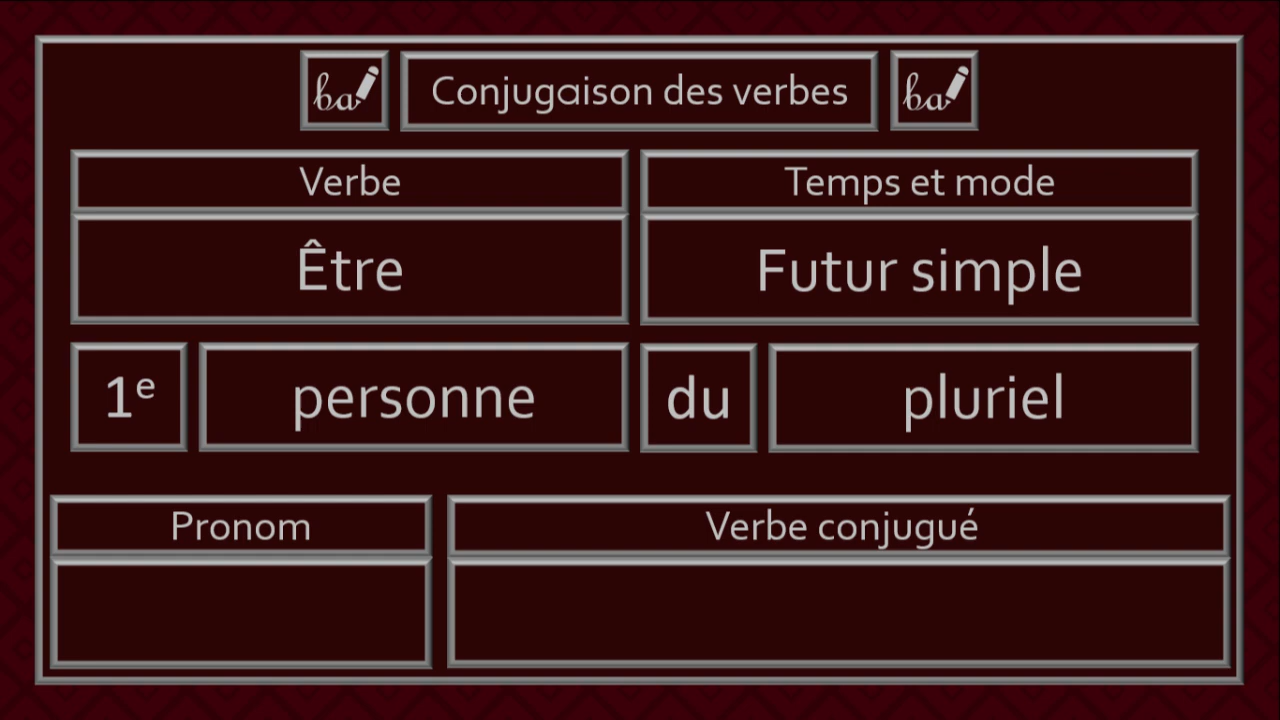 ba Conjugaison des verbes ba
Verbe Temps et mode
Être Futur simple
1ᵉ personne du pluriel
Pronom Verbe conjugué